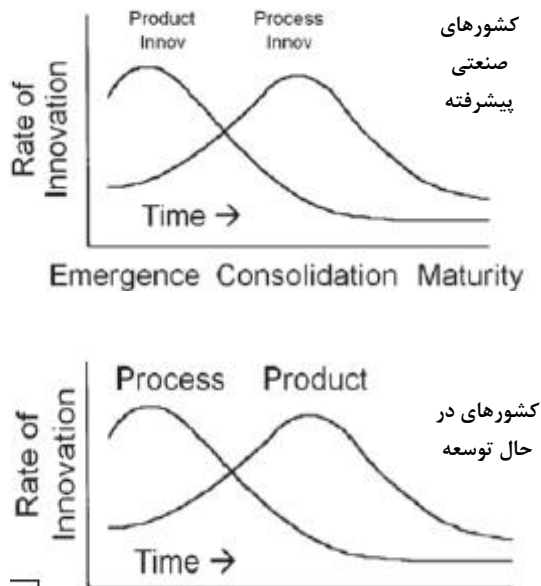 Product Process
Innov Innov
کشورهای
صنعتی
پیشرفته
Rate of
Innovation
Time →
Emergence Consolidation Maturity
Process Product
کشورهای در
حال توسعه
Rate of
Innovation
Time →